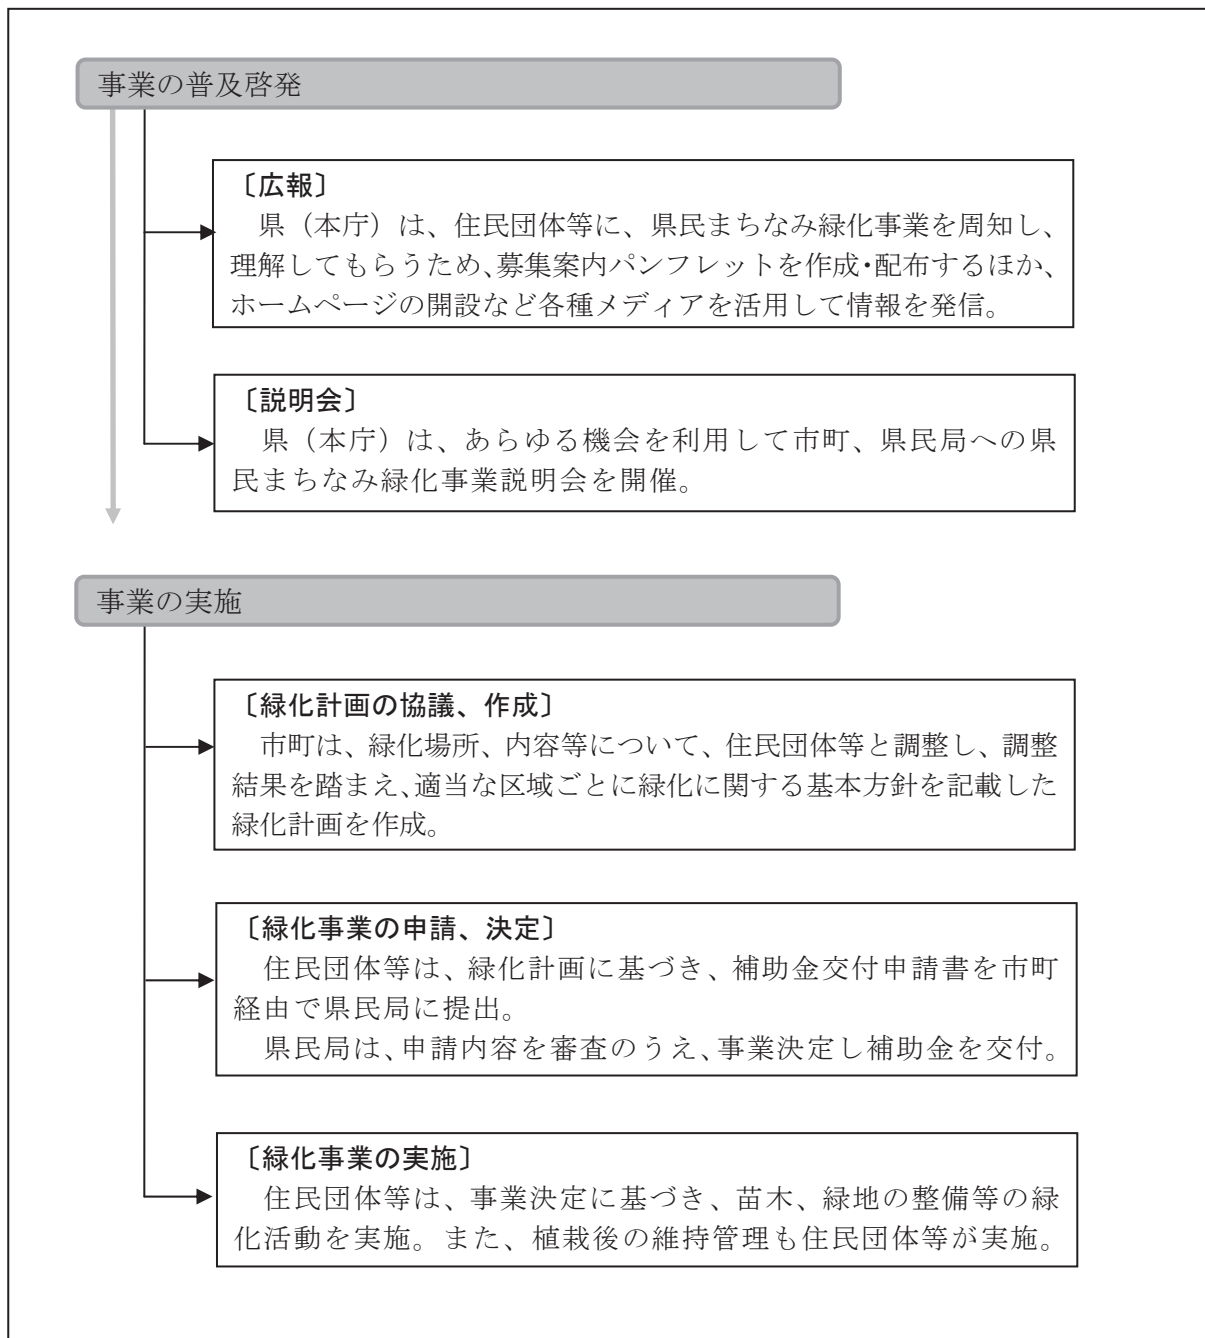 事業の普及啓発
〔広報〕
県（本庁）は、住民団体等に、県民まちなみ緑化事業を周知し、
理解してもらうため、募集案内パンフレットを作成・配布するほか、
ホームページの開設など各種メディアを活用して情報を発信。
〔説明会〕
県（本庁）は、あらゆる機会を利用して市町、県民局への県
民まちなみ緑化事業説明会を開催。
事業の実施
〔緑化計画の協議、作成〕
市町は、緑化場所、内容等について、住民団体等と調整し、調整
結果を踏まえ、適当な区域ごとに緑化に関する基本方針を記載した
緑化計画を作成。
〔緑化事業の申請、決定〕
住民団体等は、緑化計画に基づき、補助金交付申請書を市町
経由で県民局に提出。
県民局は、申請内容を審査のうえ、事業決定し補助金を交付。
〔緑化事業の実施〕
住民団体等は、事業決定に基づき、苗木、緑地の整備等の緑
化活動を実施。また、植栽後の維持管理も住民団体等が実施。